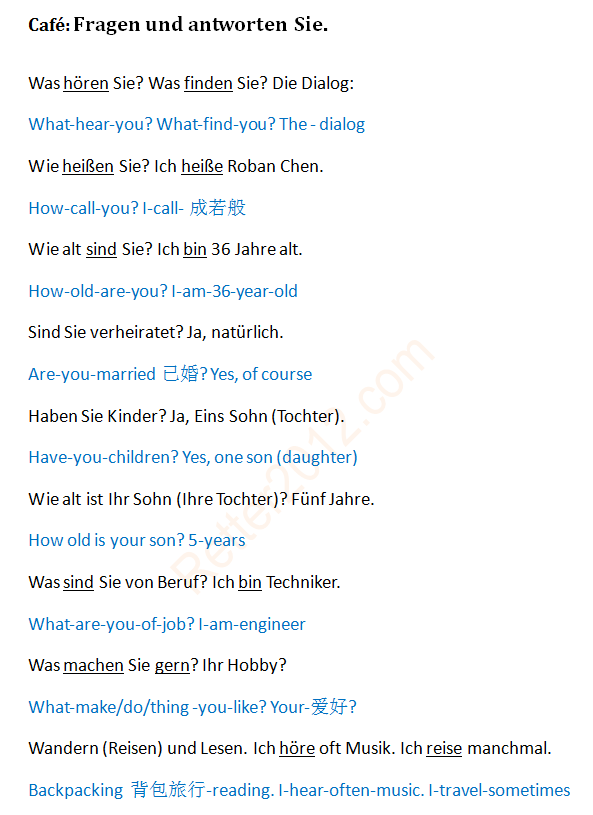 Café: Fragen und antworten Sie.
Was hören Sie? Was finden Sie? Die Dialog:
What-hear-you? What-find-you? The - dialog
Wie heißen Sie? Ich heiße Roban Chen.
How-call-you? I-call- 成若般
Wie alt sind Sie? Ich bin 36 Jahre alt.
How-old-are-you? I-am-36-year-old
Sind Sie verheiratet? Ja, natürlich.
Are-you-married 已婚? Yes, of course
Haben Sie Kinder? Ja, Eins Sohn (Tochter).
Have-you-children? Yes, one son (daughter)
Wie alt ist Ihr Sohn (Ihre Tochter)? Fünf Jahre.
How old is your son? 5-years
Was sind Sie von Beruf? Ich bin Techniker.
What-are-you-of-job? I-am-engineer
Was machen Sie gern? Ihr Hobby?
What-make/do/thing -you-like? Your-爱好?
Wandern (Reisen) und Lesen. Ich höre oft Musik. Ich reise manchmal.
Backpacking 背包旅行-reading. I-hear-often-music. I-travel-sometimes
Retter2012.com